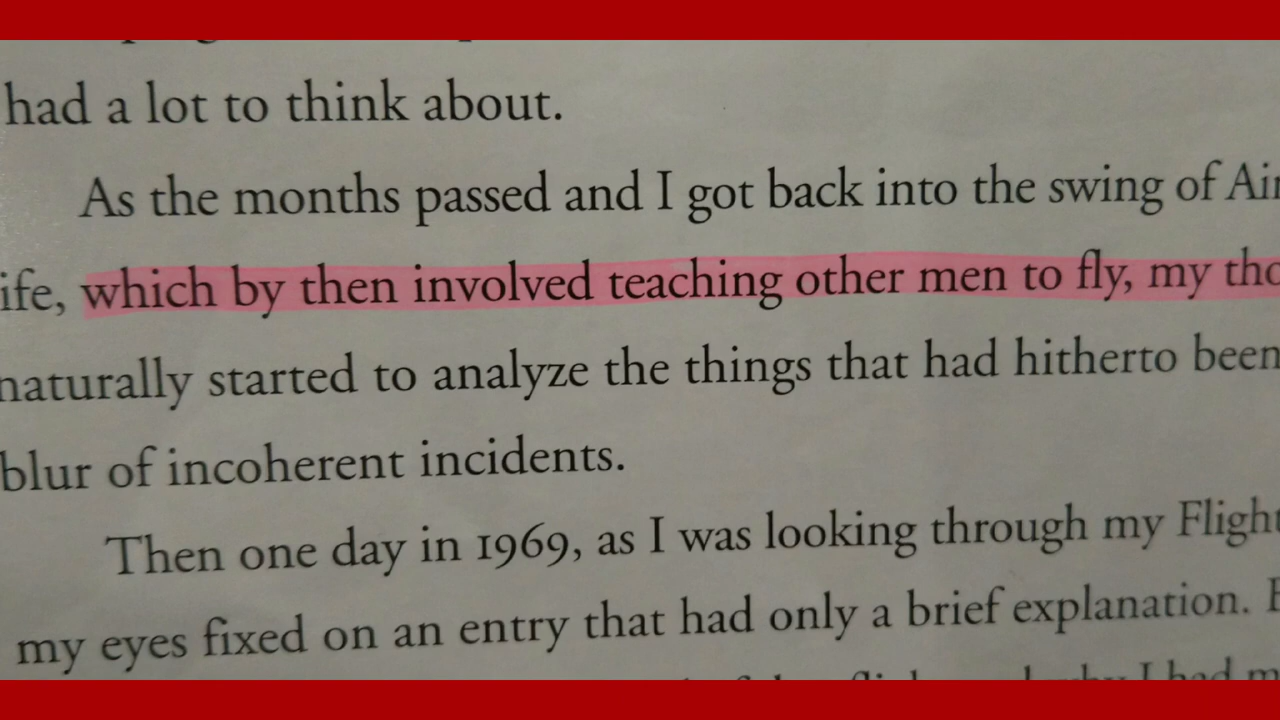 had a lot to think about.
As the months passed and I got back into the swing of Air
ife, which by then involved teaching other men to fly, my tho
naturally started to analyze the things that had hitherto been
blur of incoherent incidents.
Then one day in 1969, as I was looking through my Flight
my eyes fixed on an entry that had only a brief explanation.
I had m